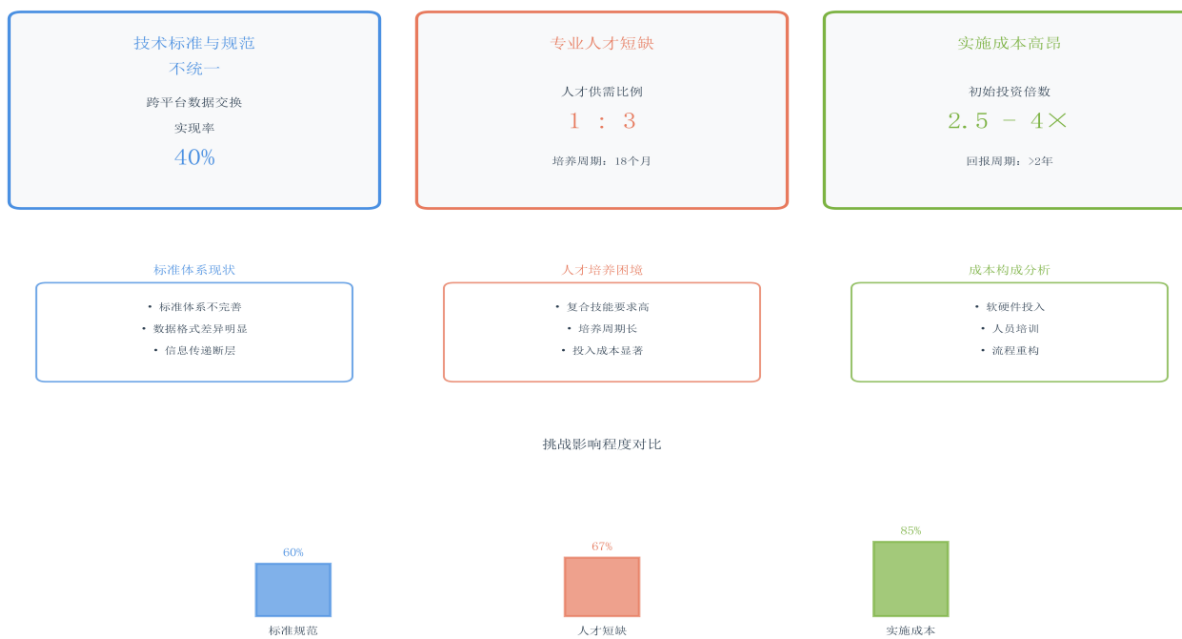 技术标准与规范
不统一
跨平台数据交换
实现率
40%
专业人才短缺
人才供需比例
1 : 3
培养周期: 18个月
实施成本高昂
初始投资倍数
2.5 - 4×
回报周期: >2年
标准体系现状
• 标准体系不完善
• 数据格式差异明显
• 信息传递断层
人才培养困境
• 复合技能要求高
• 培养周期长
• 投入成本显著
成本构成分析
• 软硬件投入
• 人员培训
• 流程重构
挑战影响程度对比
60%
标准规范
67%
人才短缺
85%
实施成本